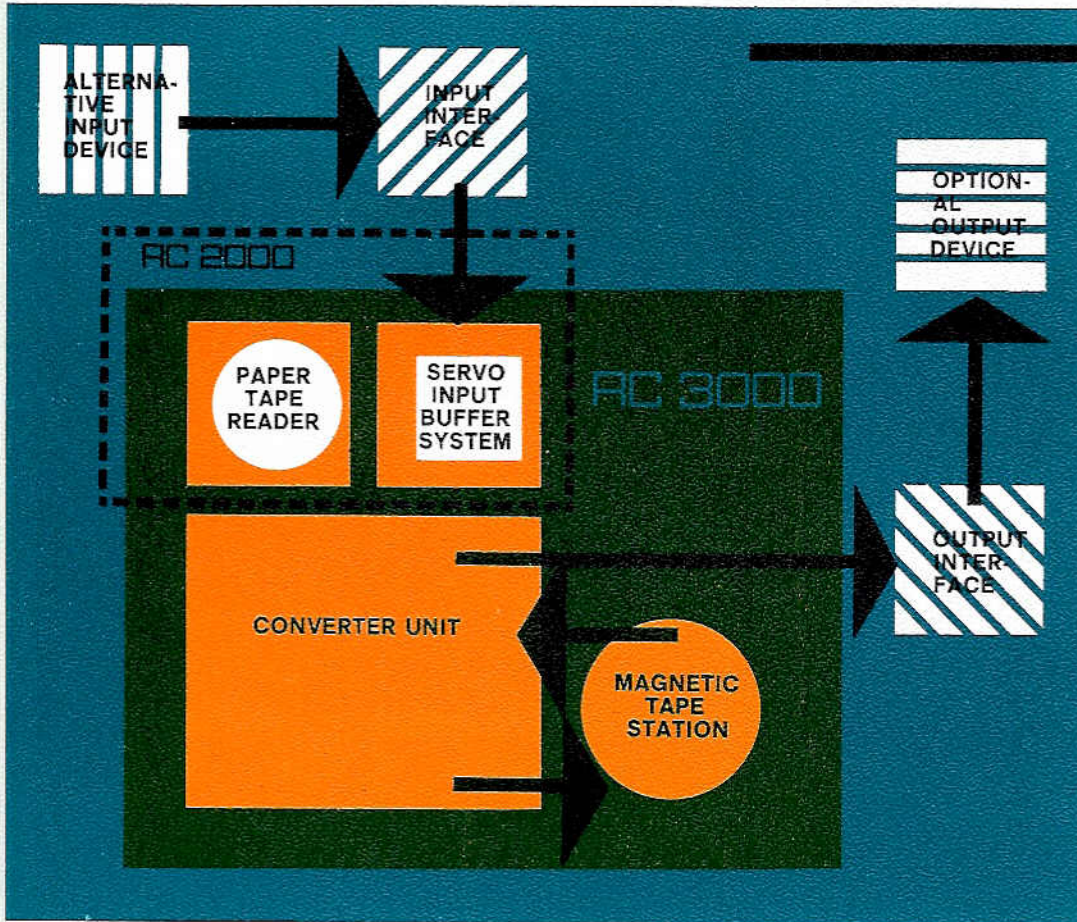 ALTERNA-
TIVE
INPUT
DEVICE
INPUT
INTER-
FACE
OPTION-
AL
OUTPUT
DEVICE
RC 2000
PAPER
TAPE
READER
SERVO
INPUT
BUFFER
SYSTEM
RC 3000
OUTPUT
INTER-
FACE
CONVERTER UNIT
MAGNETIC
TAPE
STATION